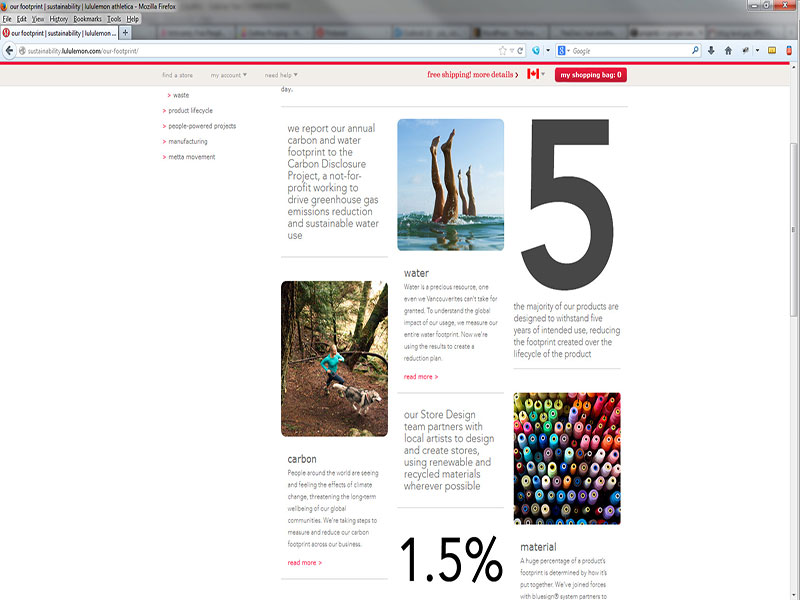 our footprint | sustainability | lululemon athletica - Mozilla Firefox
File Edit View History Bookmarks Tools Help
our footprint | sustainability | lululemon ...
sustainability.lululemon.com/our-footprint/
Google
find a store my account need help
free shipping! more details >
my shopping bag: 0
> waste
> product lifecycle
> people-powered projects
> manufacturing
> metta movement
day.
we report our annual
carbon and water
footprint to the
Carbon Disclosure
Project, a not-for-
profit working to
drive greenhouse gas
emissions reduction
and sustainable water
use
carbon
People around the world are seeing
and feeling the effects of climate
change, threatening the long-term
wellbeing of our global
communities. We're taking steps to
measure and reduce our carbon
footprint across our business.
read more >
water
Water is a precious resource, one
even we Vancouverites can't take for
granted. To understand the global
impact of our usage, we measure our
entire water footprint. Now we're
using the results to create a
reduction plan.
read more >
our Store Design
team partners with
local artists to design
and create stores,
using renewable and
recycled materials
wherever possible
1.5%
5
the majority of our products are
designed to withstand five
years of intended use, reducing
the footprint created over the
lifecycle of the product
material
A huge percentage of a product's
footprint is determined by how it's
put together. We've joined forces
with bluesign® system partners to